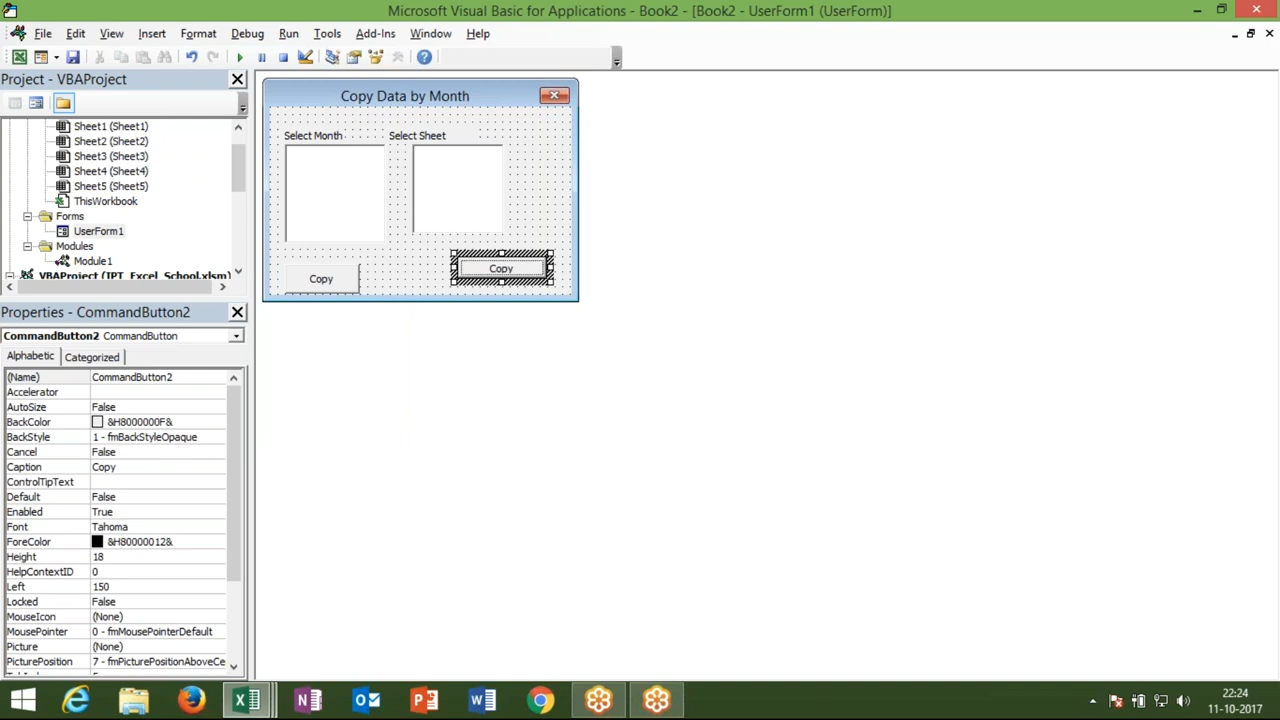 Microsoft Visual Basic for Applications - Book2 - [Book2 - UserForm1 (UserForm)]
File Edit View Insert Format Debug Run Tools Add-Ins Window Help
Project - VBAProject
Sheet1 (Sheet1)
Sheet2 (Sheet2)
Sheet3 (Sheet3)
Sheet4 (Sheet4)
Sheet5 (Sheet5)
ThisWorkbook
Forms
UserForm1
Modules
Module1
VBAProject (IPT_Excel_School.xlsm)
Copy Data by Month
Select Month Select Sheet
Copy
Copy
Properties - CommandButton2
CommandButton2 CommandButton
Alphabetic Categorized
(Name) CommandButton2
Accelerator
AutoSize False
BackColor &H8000000F&
BackStyle 1 - fmBackStyleOpaque
Cancel False
Caption Copy
ControlTipText
Default False
Enabled True
Font Tahoma
ForeColor &H80000012&
Height 18
HelpContextID 0
Left 150
Locked False
MouseIcon (None)
MousePointer 0 - fmMousePointerDefault
Picture (None)
PicturePosition 7 - fmPicturePositionAboveCe
22:24
11-10-2017